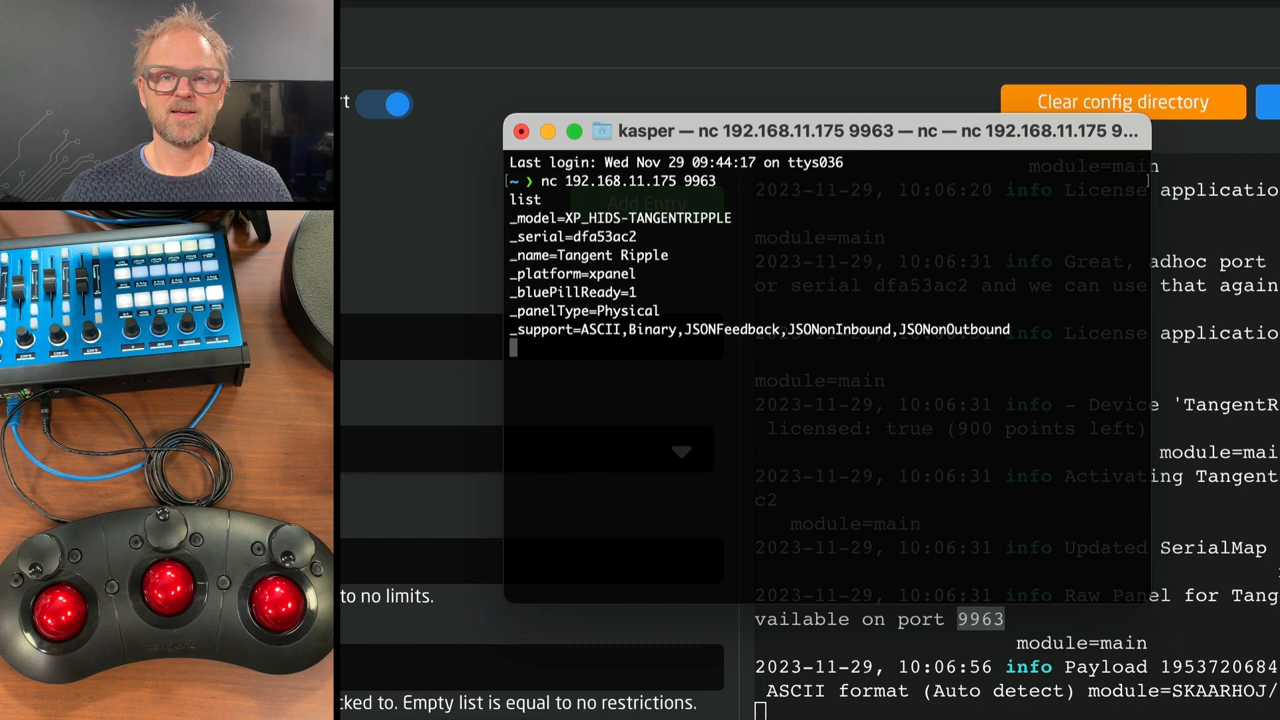 t
Clear config directory
kasper — nc 192.168.11.175 9963 — nc — nc 192.168.11.175 9...
Last login: Wed Nov 29 09:44:17 on ttys036
[~ ❯ nc 192.168.11.175 9963 ]
list
_model=XP_HIDS-TANGENTRIPPLE
_serial=dfa53ac2
_name=Tangent Ripple
_platform=xpanel
_bluePillReady=1
_panelType=Physical
_support=ASCII,Binary,JSONFeedback,JSONonInbound,JSONonOutbound
Add Entry
to no limits.
cked to. Empty list is equal to no restrictions.
module=main
2023-11-29, 10:06:20 info License applicatio
module=main
2023-11-29, 10:06:31 info Great, adhoc port
or serial dfa53ac2 and we can use that again
2023-11-29, 10:06:31 info License applicatio
module=main
2023-11-29, 10:06:31 info - Device 'TangentR
licensed: true (900 points left)
module=mai
2023-11-29, 10:06:31 info Activating Tangent
c2
module=main
2023-11-29, 10:06:31 info Updated SerialMap
2023-11-29, 10:06:31 info Raw Panel for Tang
vailable on port 9963
module=main
2023-11-29, 10:06:56 info Payload 1953720684
ASCII format (Auto detect) module=SKAARHOJ/